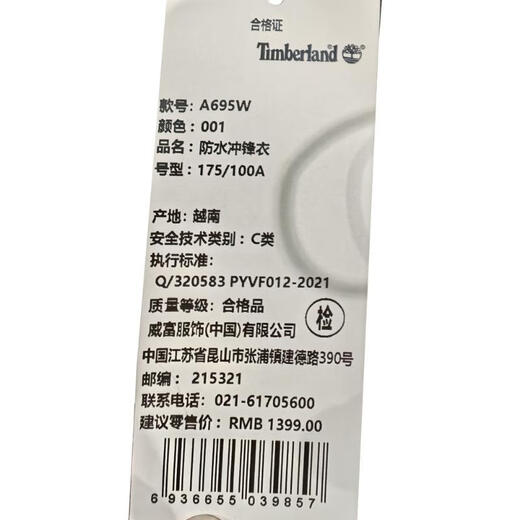 合格证
Timberland
款号：A695W
颜色：001
品名：防水冲锋衣
号型：175/100A
产地：越南
安全技术类别：C类
执行标准：
Q/320583 PYVF012-2021
质量等级：合格品
检
威富服饰(中国)有限公司
中国江苏省昆山市张浦镇建德路390号
邮编：215321
联系电话：021-61705600
建议零售价：RMB 1399.00
6936655039857